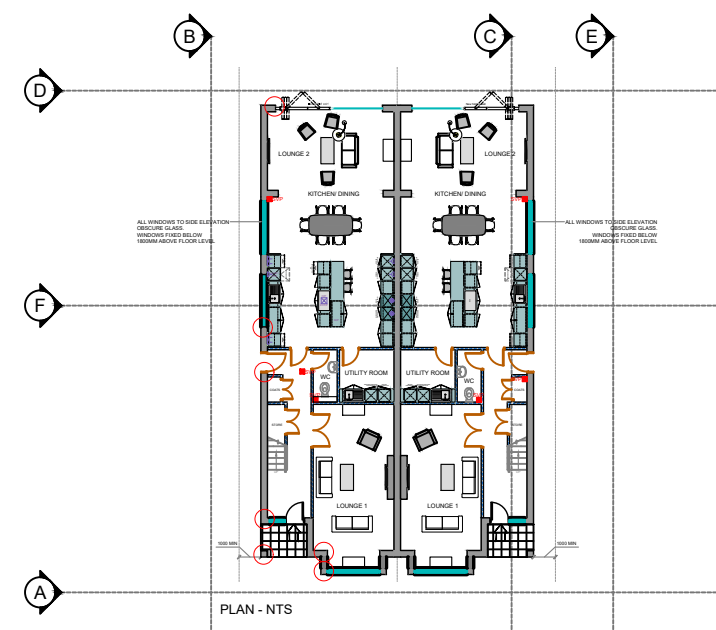 B
C
E
D
LOUNGE 2
LOUNGE 2
KITCHEN/ DINING
KITCHEN/ DINING
ALL WINDOWS TO SIDE ELEVATION
OBSCURE GLASS.
WINDOWS FIXED BELOW
1800MM ABOVE FLOOR LEVEL
ALL WINDOWS TO SIDE ELEVATION
OBSCURE GLASS.
WINDOWS FIXED BELOW
1800MM ABOVE FLOOR LEVEL
F
UTILITY ROOM
UTILITY ROOM
WC
WC
LOUNGE 1
LOUNGE 1
1000 MIN
1000 MIN
A
PLAN - NTS